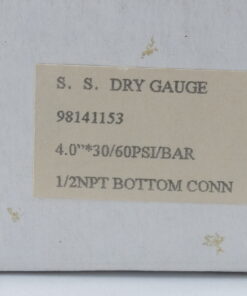 S. S. DRY GAUGE
98141153
4.0”*30/60PSI/BAR
1/2NPT BOTTOM CONN